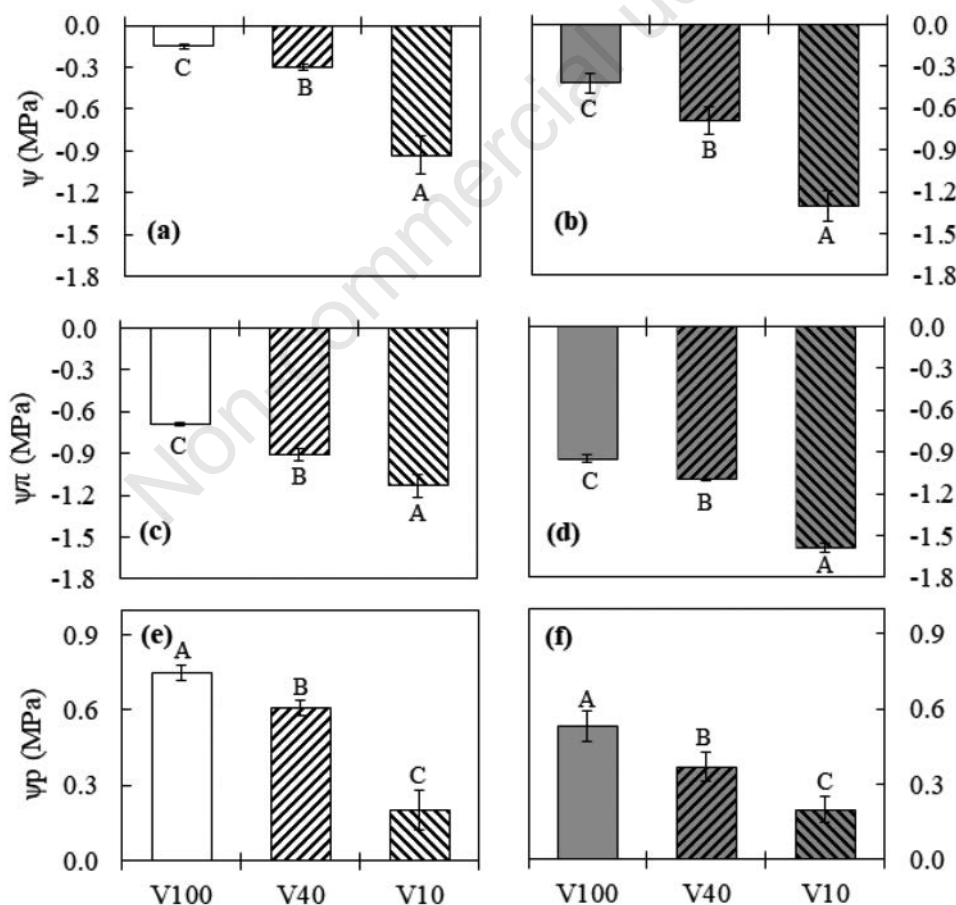 0.0 0.0
-0.3 C B -0.3
-0.6 C -0.6
ψ (MPa)
-0.9 B -0.9
-1.2 A -1.2
-1.5 (a) (b) A -1.5
-1.8 -1.8
0.0 0.0
-0.3 -0.3
-0.6 -0.6
ψπ (MPa)
-0.9 C B -0.9
-1.2 A C B -1.2
-1.5 (c) (d) -1.5
-1.8 A -1.8
0.9 (e) A (f) 0.9
0.6 B A B 0.6
ψp (MPa)
0.3 C C 0.3
0.0 0.0
V100 V40 V10 V100 V40 V10
Non-commercial